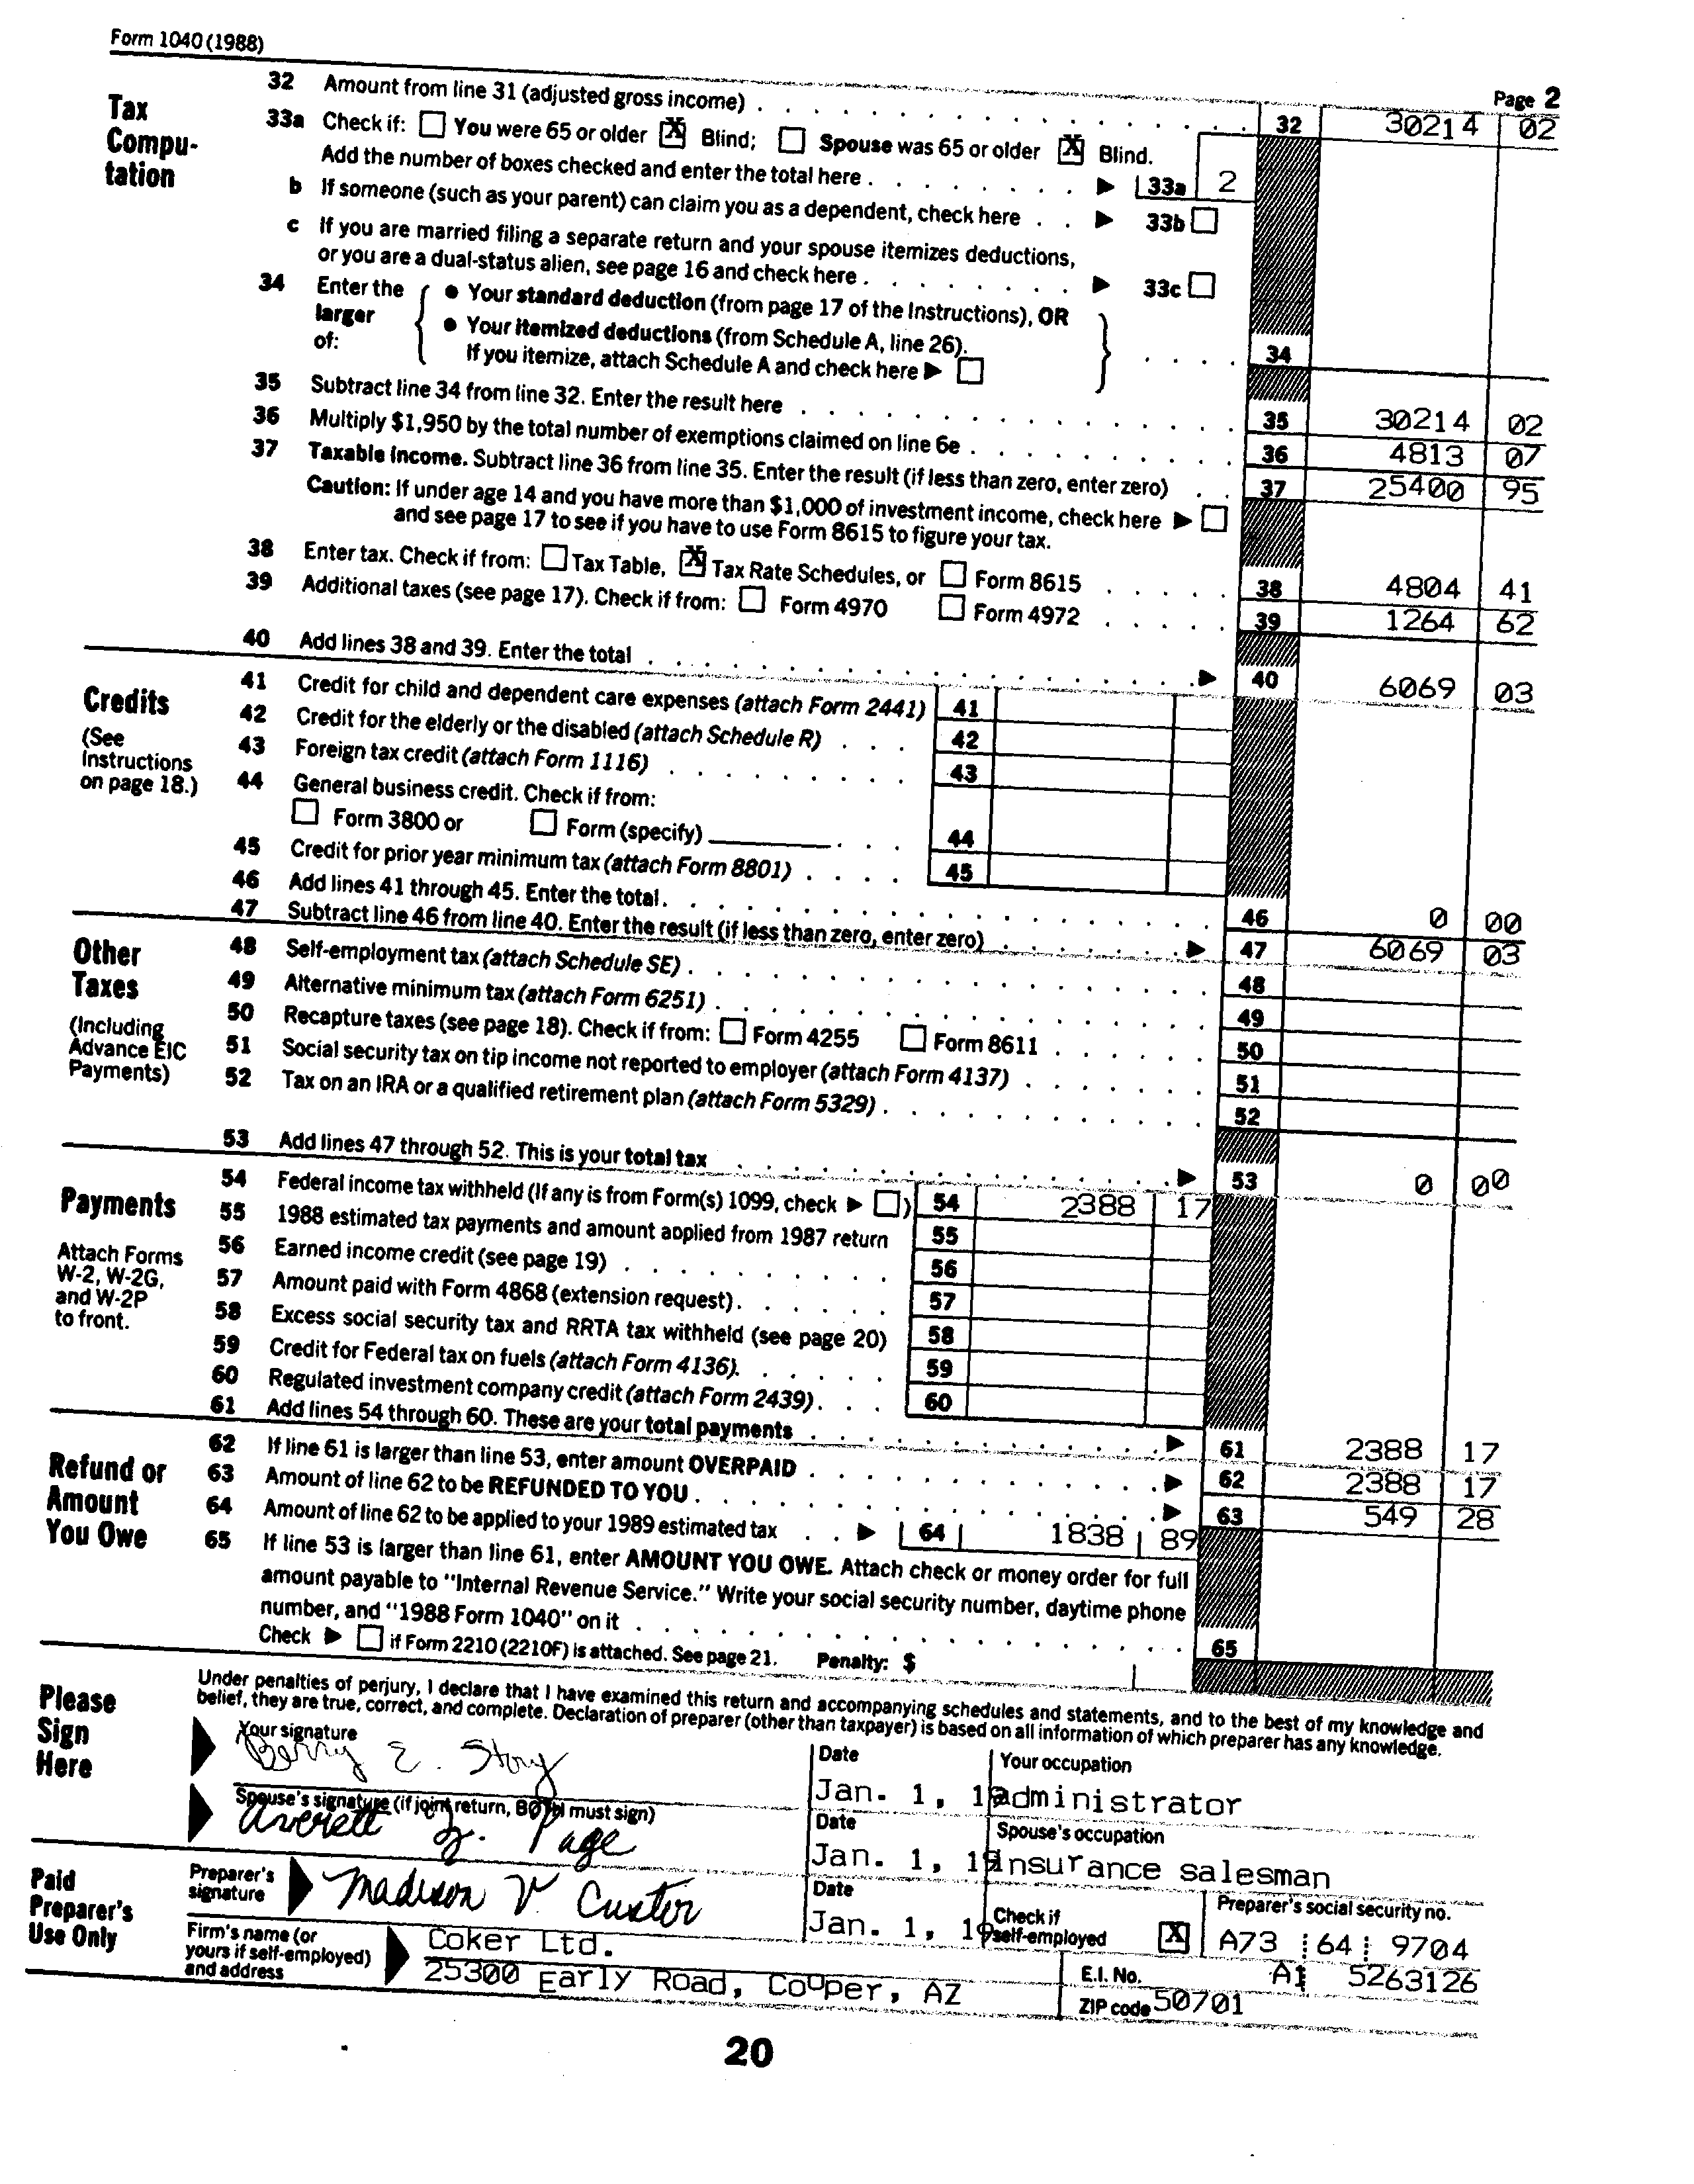 Form 1040 (1988)
Page 2
Tax Compu-tation
32 Amount from line 31 (adjusted gross income) . . . 32 30214 02
33a Check if: ☐ You were 65 or older ☒ Blind; ☐ Spouse was 65 or older ☒ Blind.
Add the number of boxes checked and enter the total here . . . ▶ 33a 2
b If someone (such as your parent) can claim you as a dependent, check here . . ▶ 33b ☐
c If you are married filing a separate return and your spouse itemizes deductions,
or you are a dual-status alien, see page 16 and check here . . . ▶ 33c ☐
34 Enter the larger of:
• Your standard deduction (from page 17 of the Instructions), OR
• Your itemized deductions (from Schedule A, line 26).
If you itemize, attach Schedule A and check here ▶ ☐ . . . . 34
35 Subtract line 34 from line 32. Enter the result here . . . 35 30214 02
36 Multiply $1,950 by the total number of exemptions claimed on line 6e . . . 36 4813 07
37 Taxable income. Subtract line 36 from line 35. Enter the result (if less than zero, enter zero) . . 37 25400 95
Caution: If under age 14 and you have more than $1,000 of investment income, check here ▶ ☐
and see page 17 to see if you have to use Form 8615 to figure your tax.
38 Enter tax. Check if from: ☐ Tax Table, ☒ Tax Rate Schedules, or ☐ Form 8615 . . . 38 4804 41
39 Additional taxes (see page 17). Check if from: ☐ Form 4970 ☐ Form 4972 . . . 39 1264 62
40 Add lines 38 and 39. Enter the total . . . ▶ 40 6069 03
Credits
(See Instructions on page 18.)
41 Credit for child and dependent care expenses (attach Form 2441) 41
42 Credit for the elderly or the disabled (attach Schedule R) . . . 42
43 Foreign tax credit (attach Form 1116) . . . 43
44 General business credit. Check if from:
☐ Form 3800 or ☐ Form (specify) ______ . . . 44
45 Credit for prior year minimum tax (attach Form 8801) . . . . 45
46 Add lines 41 through 45. Enter the total . . . 46 0 00
47 Subtract line 46 from line 40. Enter the result (if less than zero, enter zero) . . . ▶ 47 6069 03
Other Taxes
(Including Advance EIC Payments)
48 Self-employment tax (attach Schedule SE) . . . 48
49 Alternative minimum tax (attach Form 6251) . . . 49
50 Recapture taxes (see page 18). Check if from: ☐ Form 4255 ☐ Form 8611 . . . 50
51 Social security tax on tip income not reported to employer (attach Form 4137) . . . 51
52 Tax on an IRA or a qualified retirement plan (attach Form 5329) . . . 52
53 Add lines 47 through 52. This is your total tax . . . ▶ 53 0 00
Payments
Attach Forms W-2, W-2G, and W-2P to front.
54 Federal income tax withheld (If any is from Form(s) 1099, check ▶ ☐) 54 2388 17
55 1988 estimated tax payments and amount applied from 1987 return 55
56 Earned income credit (see page 19) . . . 56
57 Amount paid with Form 4868 (extension request) . . . 57
58 Excess social security tax and RRTA tax withheld (see page 20) 58
59 Credit for Federal tax on fuels (attach Form 4136). . . . 59
60 Regulated investment company credit (attach Form 2439) . . . 60
61 Add lines 54 through 60. These are your total payments . . . ▶ 61 2388 17
Refund or Amount You Owe
62 If line 61 is larger than line 53, enter amount OVERPAID . . . ▶ 62 2388 17
63 Amount of line 62 to be REFUNDED TO YOU . . . ▶ 63 549 28
64 Amount of line 62 to be applied to your 1989 estimated tax . . ▶ 64 1838 89
65 If line 53 is larger than line 61, enter AMOUNT YOU OWE. Attach check or money order for full
amount payable to "Internal Revenue Service." Write your social security number, daytime phone
number, and "1988 Form 1040" on it . . . 65
Check ▶ ☐ if Form 2210 (2210F) is attached. See page 21. Penalty: $
Please Sign Here
Under penalties of perjury, I declare that I have examined this return and accompanying schedules and statements, and to the best of my knowledge and
belief, they are true, correct, and complete. Declaration of preparer (other than taxpayer) is based on all information of which preparer has any knowledge.
Your signature Berry E. Story
Date Jan. 1, 19
Your occupation administrator
Spouse's signature (if joint return, BOTH must sign) Averett J. Page
Date Jan. 1, 19
Spouse's occupation insurance salesman
Paid Preparer's Use Only
Preparer's signature Madison V. Custer
Date Jan. 1, 19
Check if self-employed ☒
Preparer's social security no. A73 64 9704
Firm's name (or yours if self-employed) and address
Coker Ltd.
25300 Early Road, Cooper, AZ
E.I. No. A1 5263126
ZIP code 50701
20